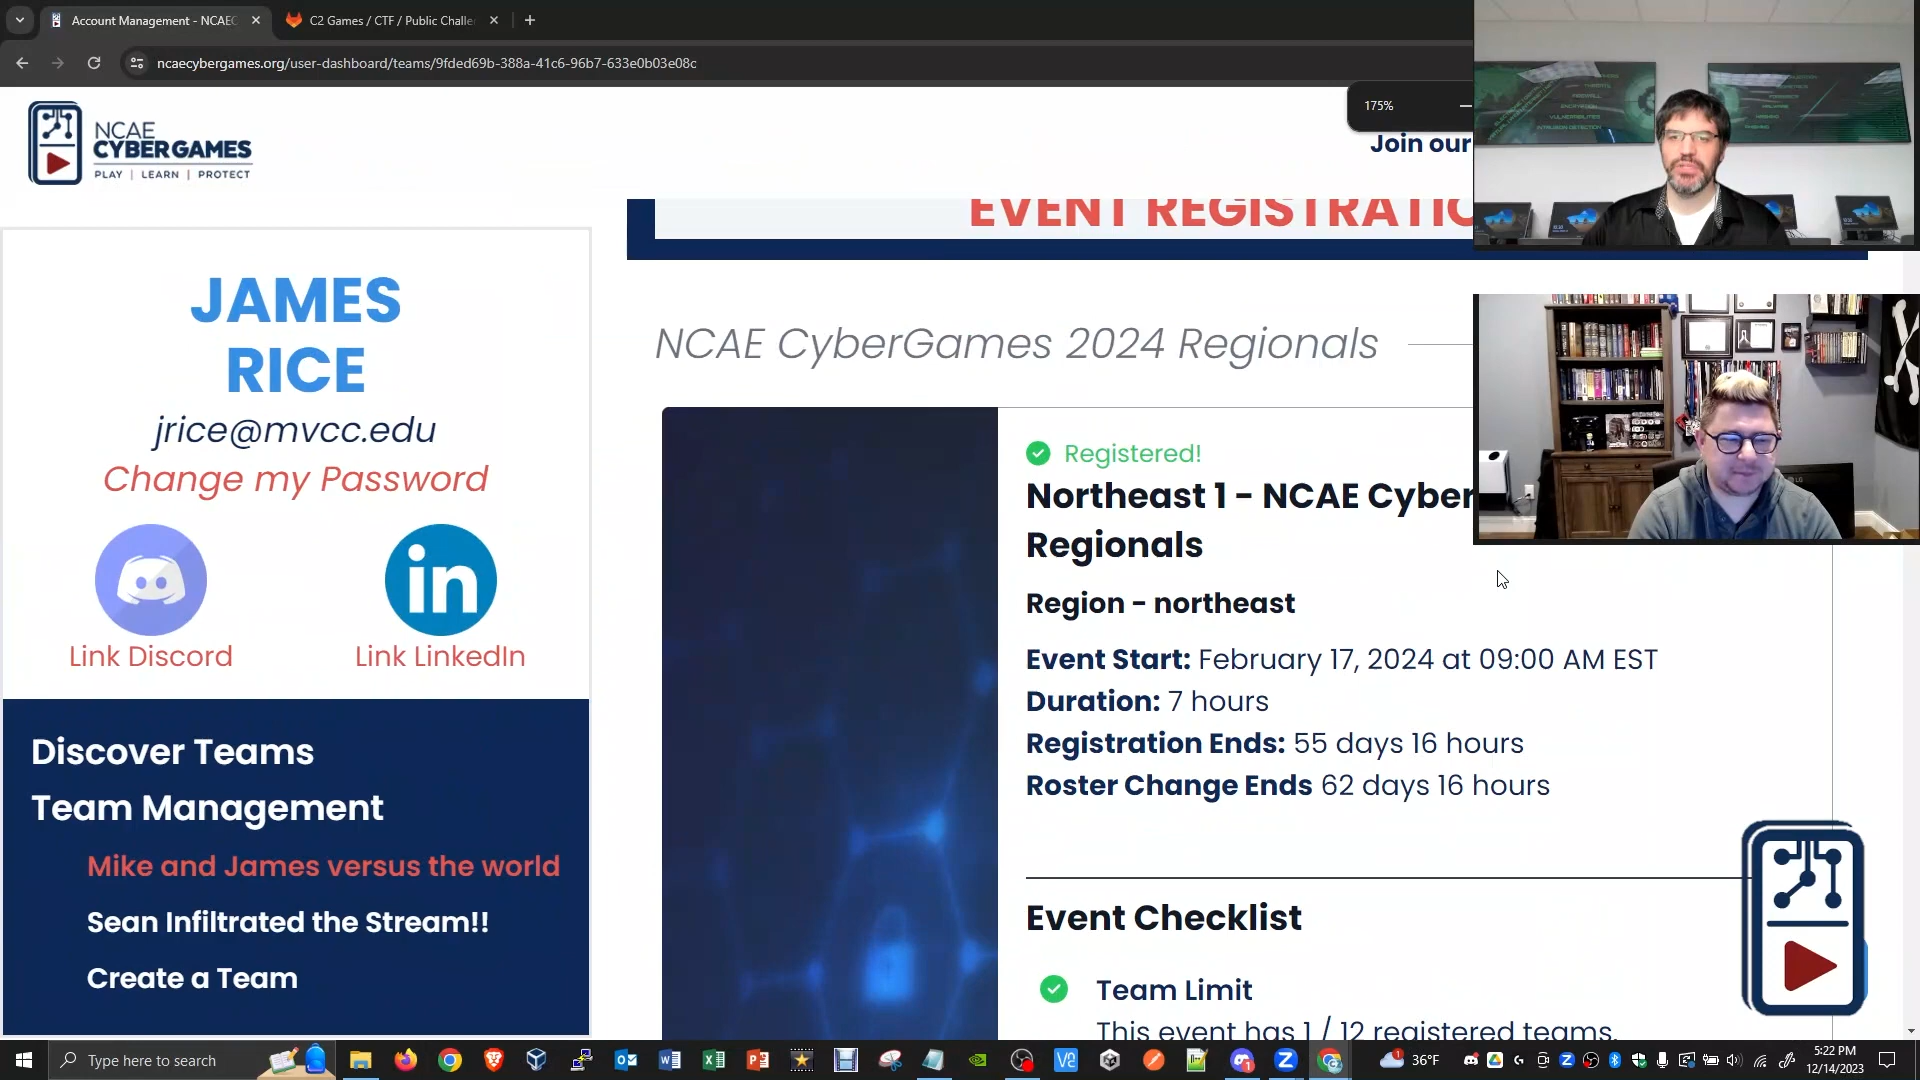 Account Management - NCAEC
C2 Games / CTF / Public Challe
ncaecybergames.org/user-dashboard/teams/9fded69b-388a-41c6-96b7-633e0b03e08c
175%
NCAE
CYBERGAMES
PLAY | LEARN | PROTECT
Join our
EVENT REGISTRATIO
JAMES
RICE
jrice@mvcc.edu
Change my Password
Link Discord
Link LinkedIn
Discover Teams
Team Management
Mike and James versus the world
Sean Infiltrated the Stream!!
Create a Team
NCAE CyberGames 2024 Regionals
Registered!
Northeast 1 - NCAE Cyber
Regionals
Region - northeast
Event Start: February 17, 2024 at 09:00 AM EST
Duration: 7 hours
Registration Ends: 55 days 16 hours
Roster Change Ends 62 days 16 hours
Event Checklist
Team Limit
This event has 1 / 12 registered teams.
Type here to search
36°F
5:22 PM
12/14/2023